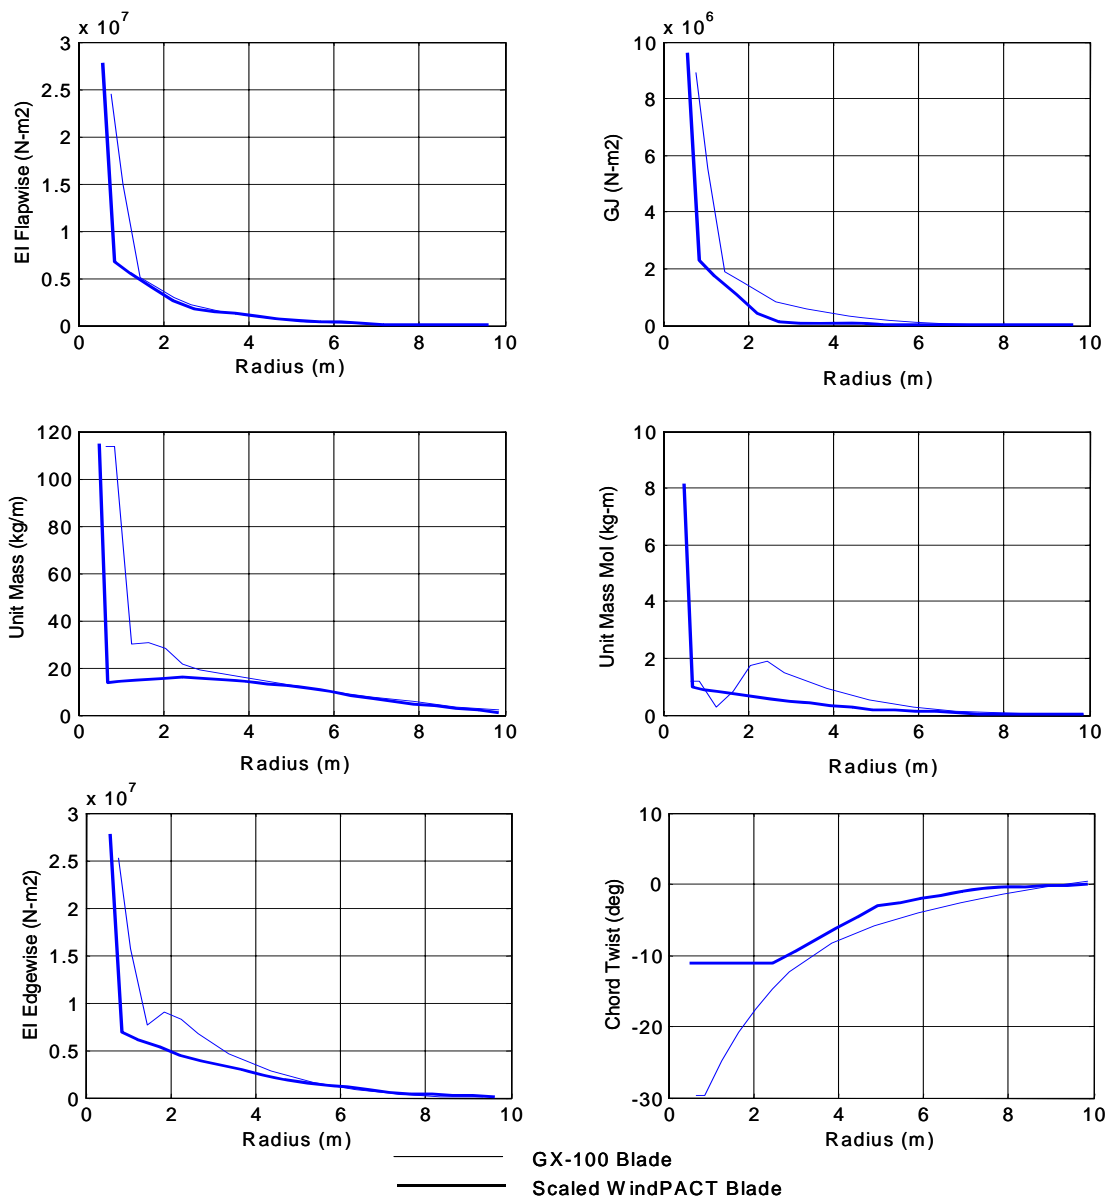 x 10^7
3
2.5
2
1.5
1
0.5
0
0 2 4 6 8 10
EI Flapwise (N-m2)
Radius (m)
x 10^6
10
8
6
4
2
0
0 2 4 6 8 10
GJ (N-m2)
Radius (m)
120
100
80
60
40
20
0
0 2 4 6 8 10
Unit Mass (kg/m)
Radius (m)
10
8
6
4
2
0
0 2 4 6 8 10
Unit Mass MoI (kg-m)
Radius (m)
x 10^7
3
2.5
2
1.5
1
0.5
0
0 2 4 6 8 10
EI Edgewise (N-m2)
Radius (m)
10
0
-10
-20
-30
0 2 4 6 8 10
Chord Twist (deg)
Radius (m)
GX-100 Blade
Scaled WindPACT Blade